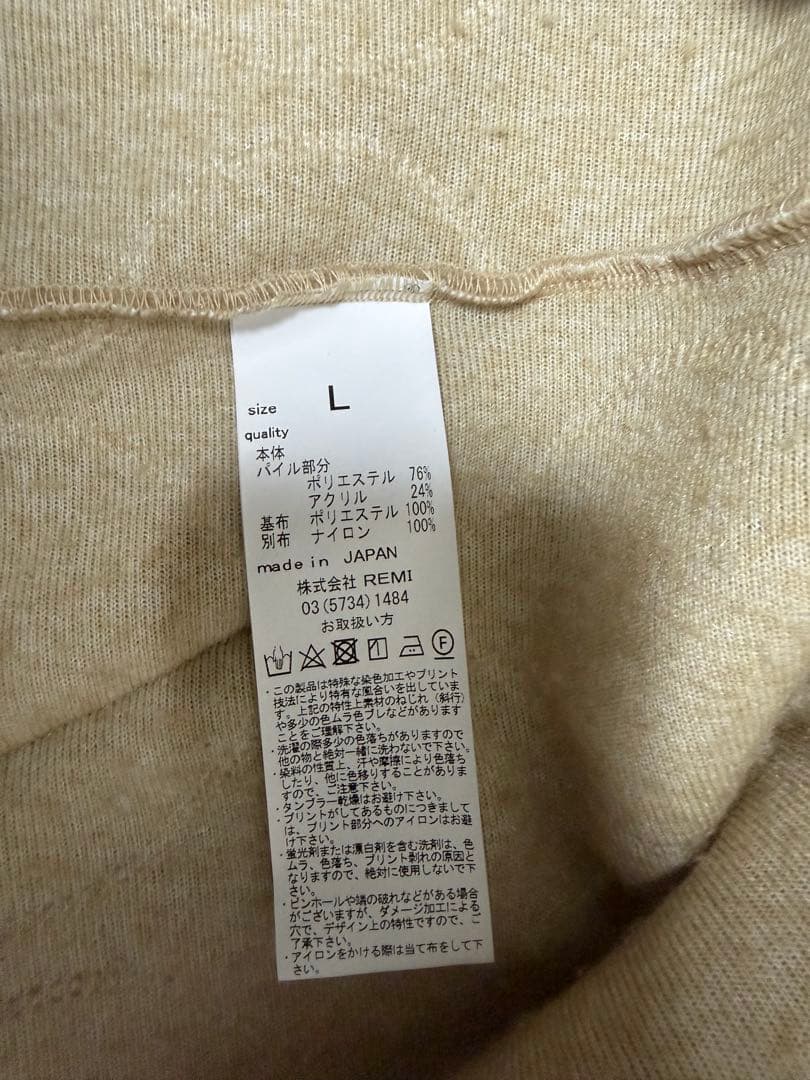 size L
quality
本体
パイル部分
ポリエステル 76%
アクリル 24%
基布 ポリエステル 100%
別布 ナイロン 100%
made in JAPAN
株式会社 REMI
03(5734)1484
お取扱い方
F
・この製品は特殊な染色加工やプリント
技法により特有な風合いを出していま
す。上記の特性上素材のねじれ(斜行)
や多少の色ムラ色ブレなどがあります
ことをご理解下さい。
・洗濯の際多少の色落ちがありますので
他の物と絶対一緒に洗わないで下さい。
・染料の性質上、汗や摩擦により色落ち
したり、他に色移りすることがありま
すので、ご注意下さい。
・タンブラー乾燥はお避け下さい。
・プリントがしてあるものにつきまして
は、プリント部分へのアイロンはお避
け下さい。
・蛍光剤または漂白剤を含む洗剤は、色
ムラ、色落ち、プリント剥れの原因と
なりますので、絶対に使用しないで下
さい。
・ピンホールや端の破れなどがある場合
がございますが、ダメージ加工による
穴で、デザイン上の特性ですので、ご
了承下さい。
・アイロンをかける際は当て布をして下
さい。